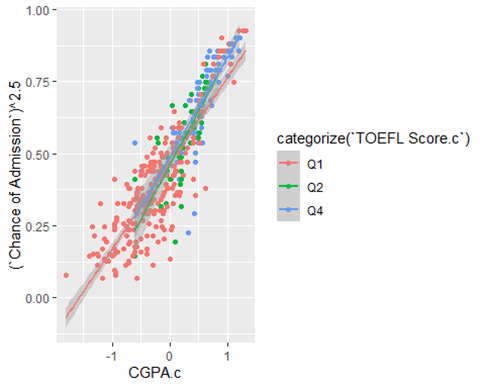 1.00
0.75
0.50
0.25
0.00
(`Chance of Admission`)^2.5
-1
0
1
CGPA.c
categorize(`TOEFL Score.c`)
Q1
Q2
Q4